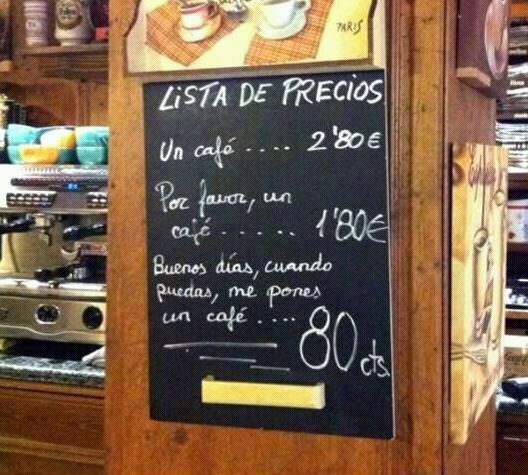 PARIS
LISTA DE PRECIOS
Un café .... 2'80€
Por favor, un
café ..... 1'80€
Buenos días, cuando
puedas, me pones
un café .... 80 cts.